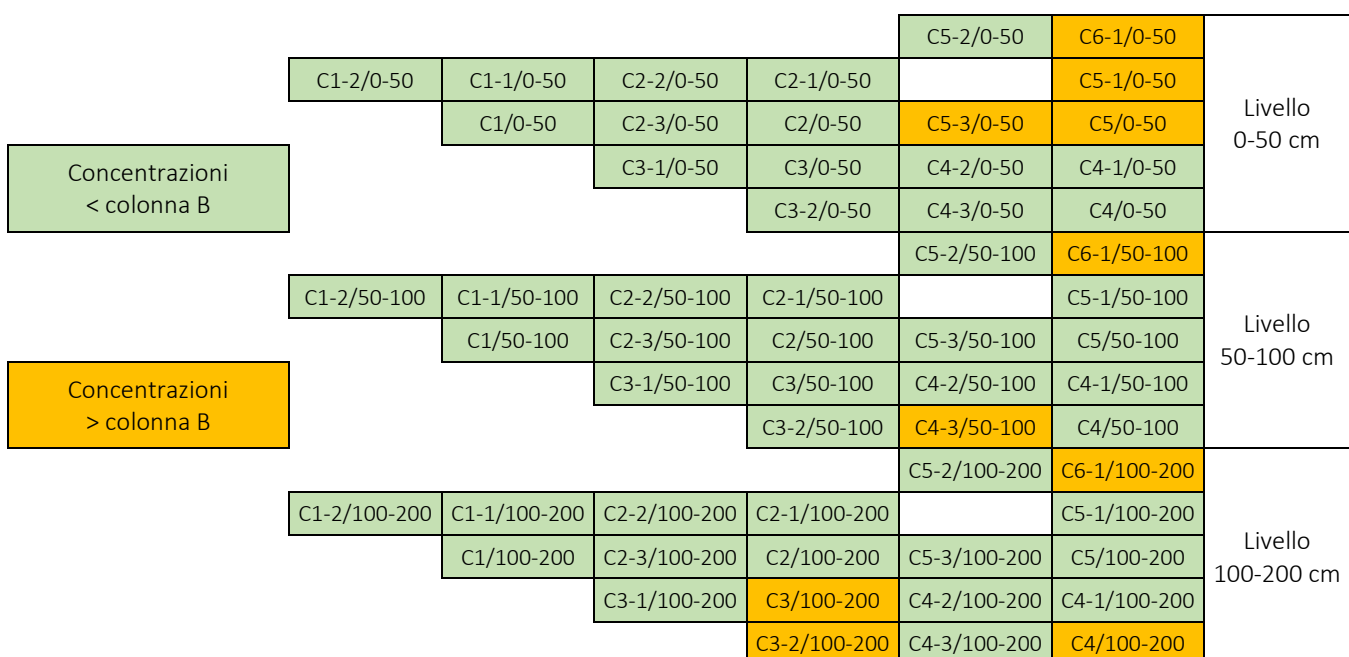 C5-2/0-50 C6-1/0-50
C1-2/0-50 C1-1/0-50 C2-2/0-50 C2-1/0-50 C5-1/0-50
C1/0-50 C2-3/0-50 C2/0-50 C5-3/0-50 C5/0-50
Livello
0-50 cm
C3-1/0-50 C3/0-50 C4-2/0-50 C4-1/0-50
Concentrazioni
< colonna B
C3-2/0-50 C4-3/0-50 C4/0-50
C5-2/50-100 C6-1/50-100
C1-2/50-100 C1-1/50-100 C2-2/50-100 C2-1/50-100 C5-1/50-100
C1/50-100 C2-3/50-100 C2/50-100 C5-3/50-100 C5/50-100
Livello
50-100 cm
C3-1/50-100 C3/50-100 C4-2/50-100 C4-1/50-100
Concentrazioni
> colonna B
C3-2/50-100 C4-3/50-100 C4/50-100
C5-2/100-200 C6-1/100-200
C1-2/100-200 C1-1/100-200 C2-2/100-200 C2-1/100-200 C5-1/100-200
C1/100-200 C2-3/100-200 C2/100-200 C5-3/100-200 C5/100-200
Livello
100-200 cm
C3-1/100-200 C3/100-200 C4-2/100-200 C4-1/100-200
C3-2/100-200 C4-3/100-200 C4/100-200